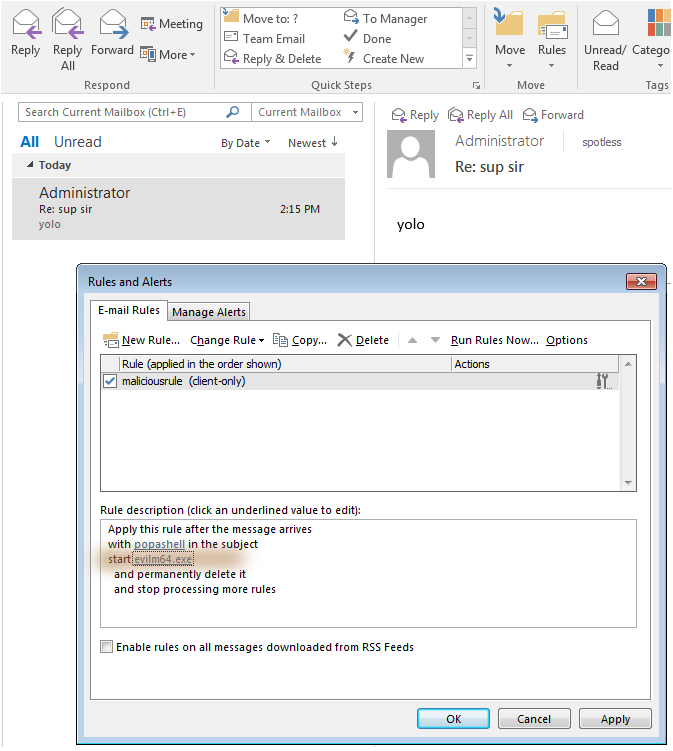 Reply
Reply All
Forward
Meeting
More
Respond
Move to: ?
Team Email
Reply & Delete
To Manager
Done
Create New
Quick Steps
Move
Rules
Move
Unread/ Read
Catego
Tags
Search Current Mailbox (Ctrl+E)
Current Mailbox
All Unread
By Date Newest
Today
Administrator
Re: sup sir 2:15 PM
yolo
Reply Reply All Forward
Administrator spotless
Re: sup sir
yolo
Rules and Alerts
E-mail Rules Manage Alerts
New Rule... Change Rule Copy... Delete Run Rules Now... Options
Rule (applied in the order shown) Actions
maliciousrule (client-only)
Rule description (click an underlined value to edit):
Apply this rule after the message arrives
with popashell in the subject
start evilm64.exe
and permanently delete it
and stop processing more rules
Enable rules on all messages downloaded from RSS Feeds
OK Cancel Apply